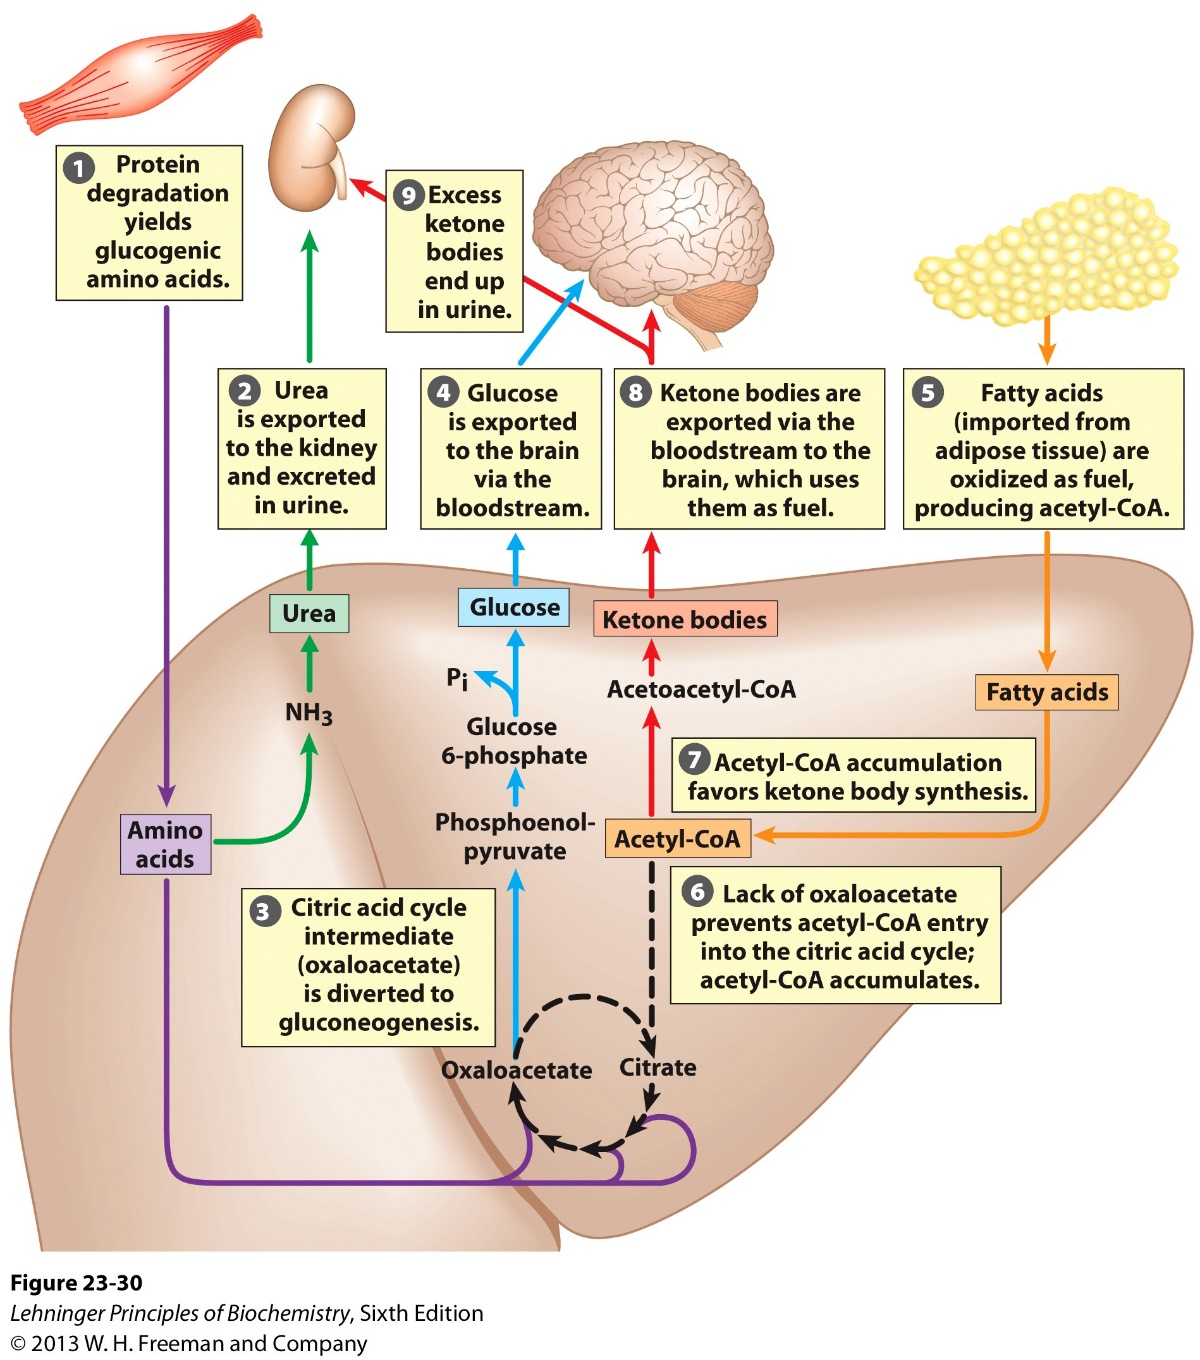 1 Protein
degradation
yields
glucogenic
amino acids.
9 Excess
ketone
bodies
end up
in urine.
2 Urea
is exported
to the kidney
and excreted
in urine.
4 Glucose
is exported
to the brain
via the
bloodstream.
8 Ketone bodies are
exported via the
bloodstream to the
brain, which uses
them as fuel.
5 Fatty acids
(imported from
adipose tissue) are
oxidized as fuel,
producing acetyl-CoA.
Urea
Glucose
Ketone bodies
Pi
Acetoacetyl-CoA
Fatty acids
NH3
Glucose
6-phosphate
7 Acetyl-CoA accumulation
favors ketone body synthesis.
Amino
acids
Phosphoenol-
pyruvate
Acetyl-CoA
3 Citric acid cycle
intermediate
(oxaloacetate)
is diverted to
gluconeogenesis.
6 Lack of oxaloacetate
prevents acetyl-CoA entry
into the citric acid cycle;
acetyl-CoA accumulates.
Oxaloacetate
Citrate
Figure 23-30
Lehninger Principles of Biochemistry, Sixth Edition
© 2013 W. H. Freeman and Company